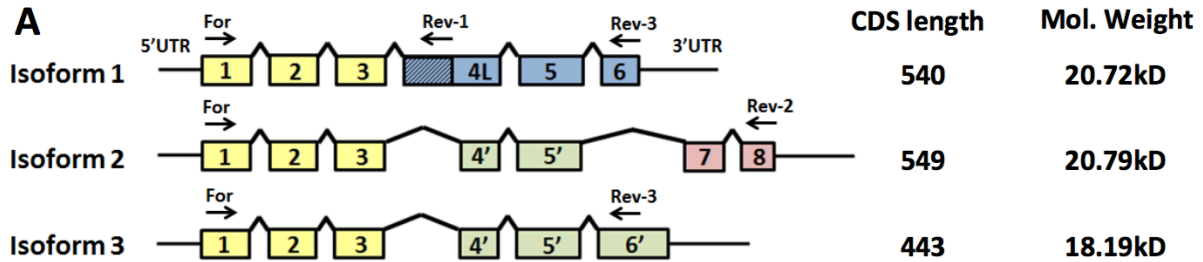 A For Rev-1 Rev-3 CDS length Mol. Weight
5'UTR 3'UTR
Isoform 1 1 2 3 4L 5 6 540 20.72kD
For Rev-2
Isoform 2 1 2 3 4' 5' 7 8 549 20.79kD
For Rev-3
Isoform 3 1 2 3 4' 5' 6' 443 18.19kD